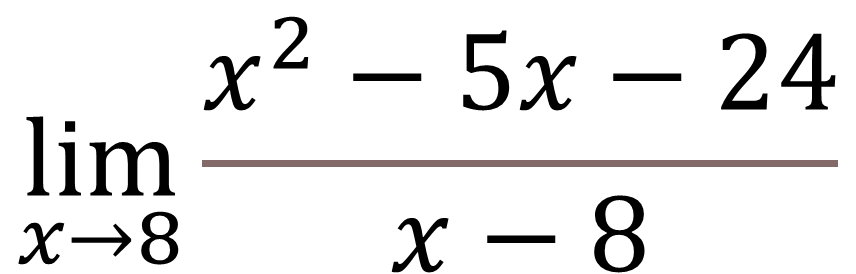 lim x→8 x² − 5x − 24
x − 8